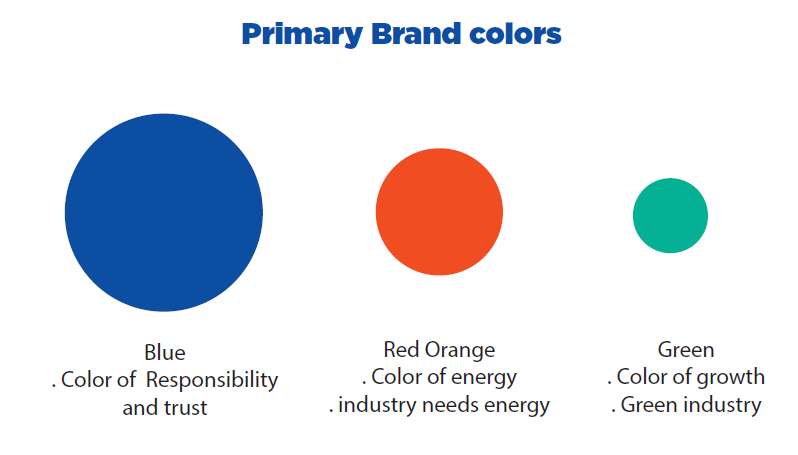 Primary Brand colors
Blue
. Color of  Responsibility
and trust
Red Orange
. Color of energy
. industry needs energy
Green
. Color of growth
. Green industry